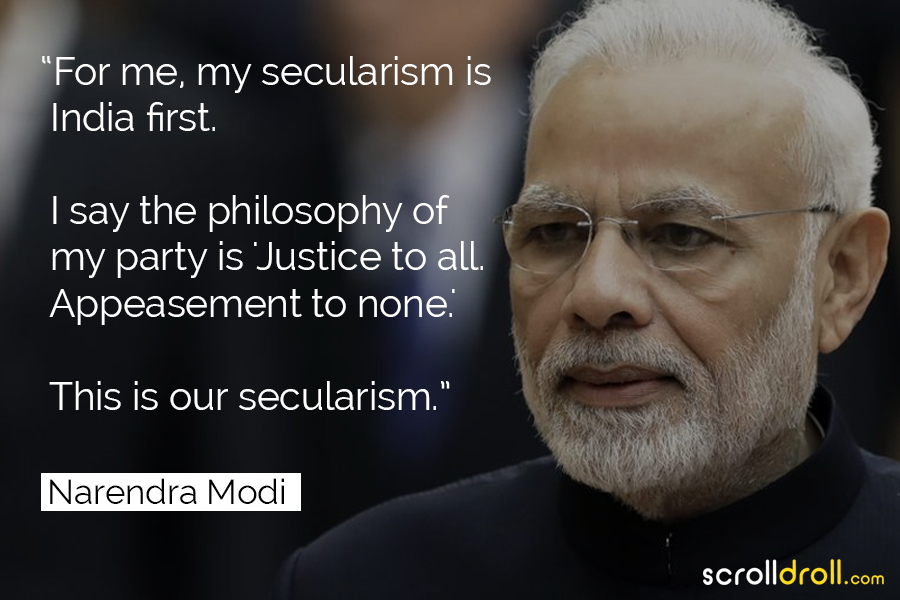 “For me, my secularism is
India first.
I say the philosophy of
my party is 'Justice to all.
Appeasement to none.'
This is our secularism.”
Narendra Modi
scrolldroll.com